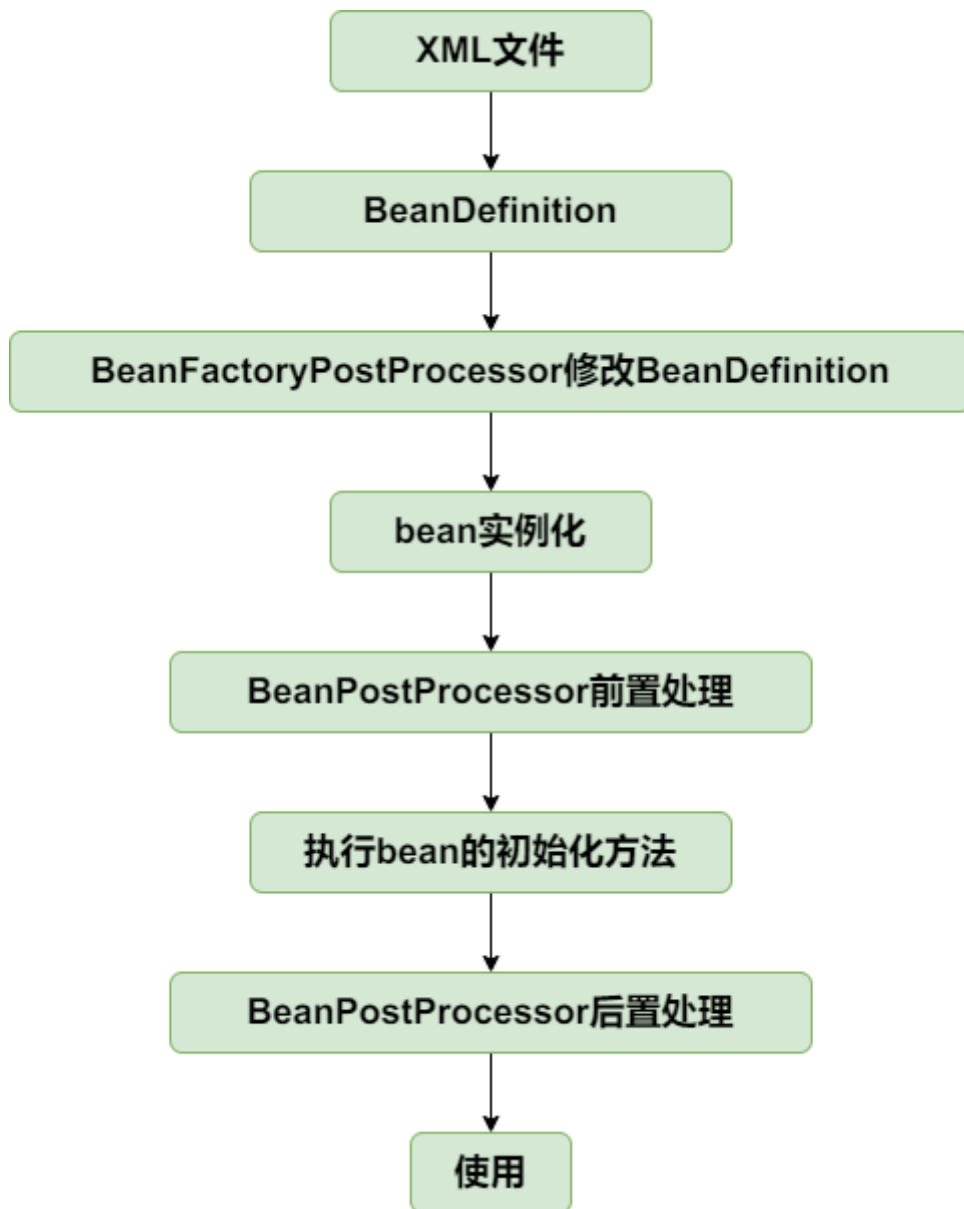 XML文件
BeanDefinition
BeanFactoryPostProcessor修改BeanDefinition
bean实例化
BeanPostProcessor前置处理
执行bean的初始化方法
BeanPostProcessor后置处理
使用